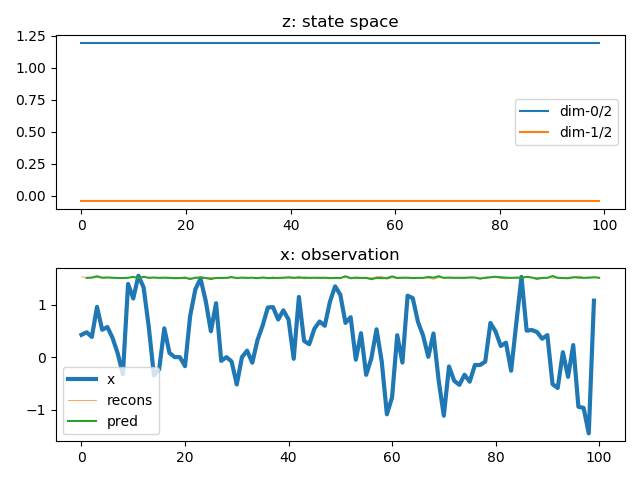 z: state space
1.25
1.00
0.75
0.50
0.25
0.00
dim-0/2
dim-1/2
0 20 40 60 80 100
x: observation
1
0
−1
x
recons
pred
0 20 40 60 80 100